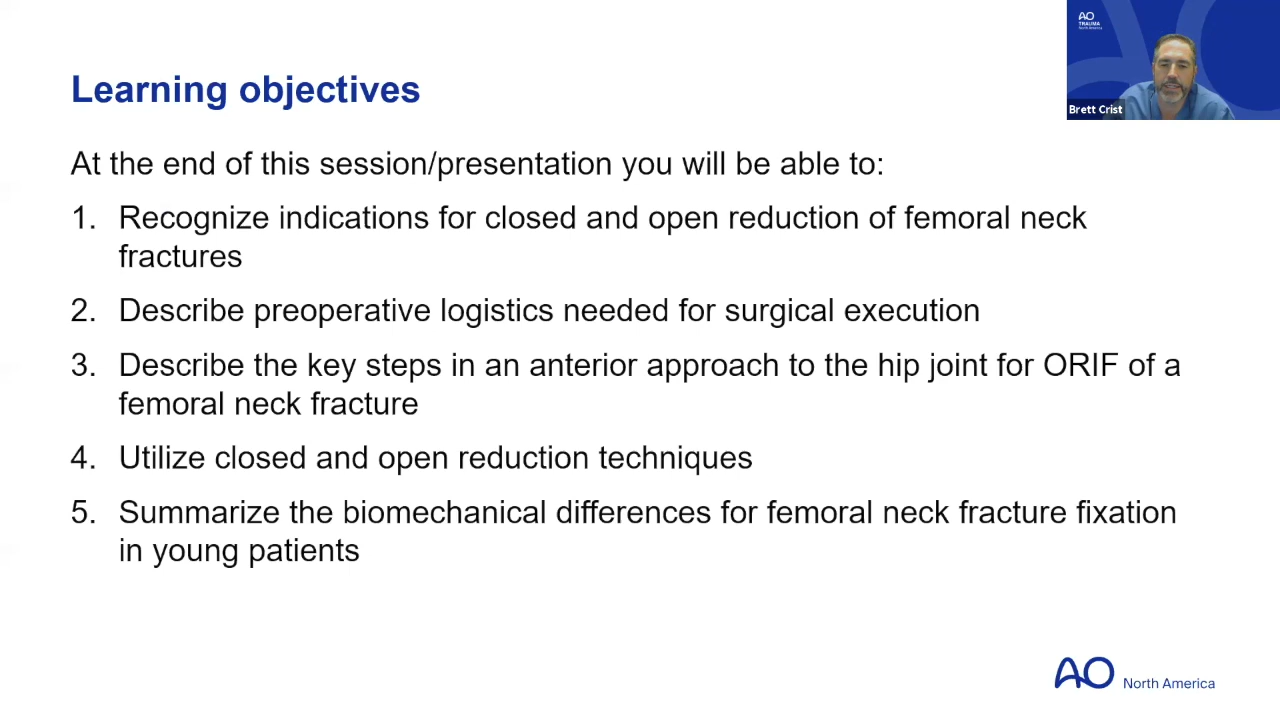 Learning objectives
At the end of this session/presentation you will be able to:
1. Recognize indications for closed and open reduction of femoral neck
fractures
2. Describe preoperative logistics needed for surgical execution
3. Describe the key steps in an anterior approach to the hip joint for ORIF of a
femoral neck fracture
4. Utilize closed and open reduction techniques
5. Summarize the biomechanical differences for femoral neck fracture fixation
in young patients
AO
TRAUMA
North America
Brett Crist
AO North America